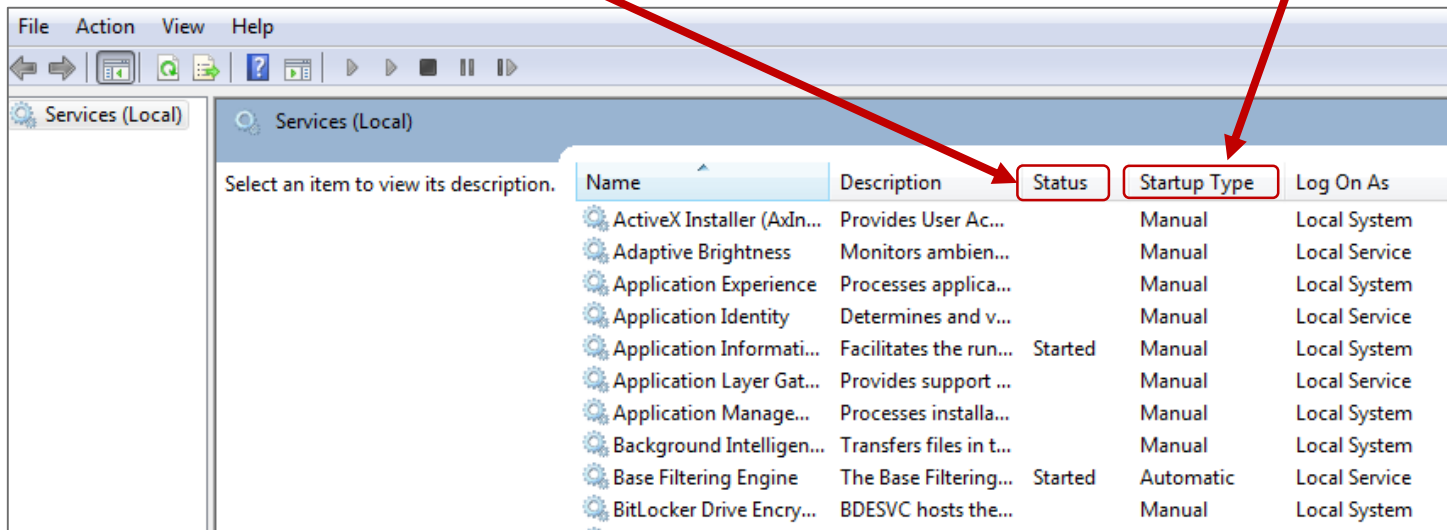 File Action View Help
Services (Local)
Services (Local)
Select an item to view its description.
Name Description Status Startup Type Log On As
ActiveX Installer (AxIn... Provides User Ac... Manual Local System
Adaptive Brightness Monitors ambien... Manual Local Service
Application Experience Processes applica... Manual Local System
Application Identity Determines and v... Manual Local Service
Application Informati... Facilitates the run... Started Manual Local System
Application Layer Gat... Provides support ... Manual Local Service
Application Manage... Processes installa... Manual Local System
Background Intelligen... Transfers files in t... Manual Local System
Base Filtering Engine The Base Filtering... Started Automatic Local Service
BitLocker Drive Encry... BDESVC hosts the... Manual Local System